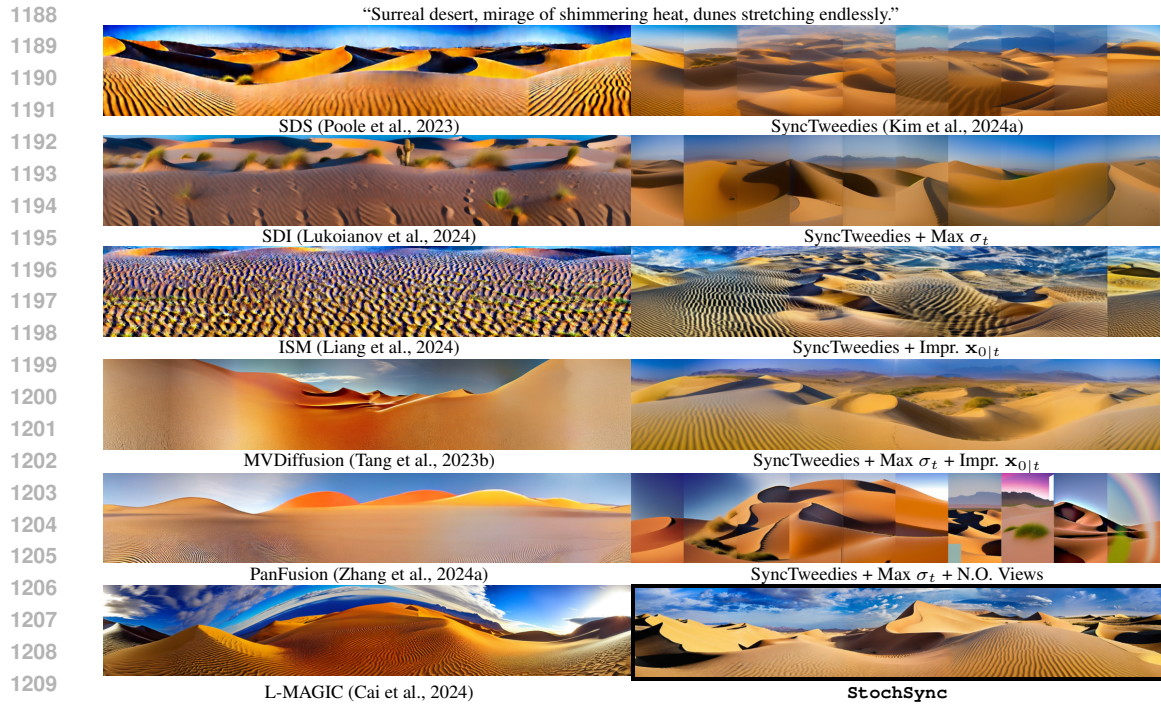 1188
"Surreal desert, mirage of shimmering heat, dunes stretching endlessly."
1189
1190
1191
SDS (Poole et al., 2023)
SyncTweedies (Kim et al., 2024a)
1192
1193
1194
1195
SDI (Lukoianov et al., 2024)
SyncTweedies + Max σₜ
1196
1197
1198
ISM (Liang et al., 2024)
SyncTweedies + Impr. x₀|ₜ
1199
1200
1201
1202
MVDiffusion (Tang et al., 2023b)
SyncTweedies + Max σₜ + Impr. x₀|ₜ
1203
1204
1205
PanFusion (Zhang et al., 2024a)
SyncTweedies + Max σₜ + N.O. Views
1206
1207
1208
1209
L-MAGIC (Cai et al., 2024)
StochSync